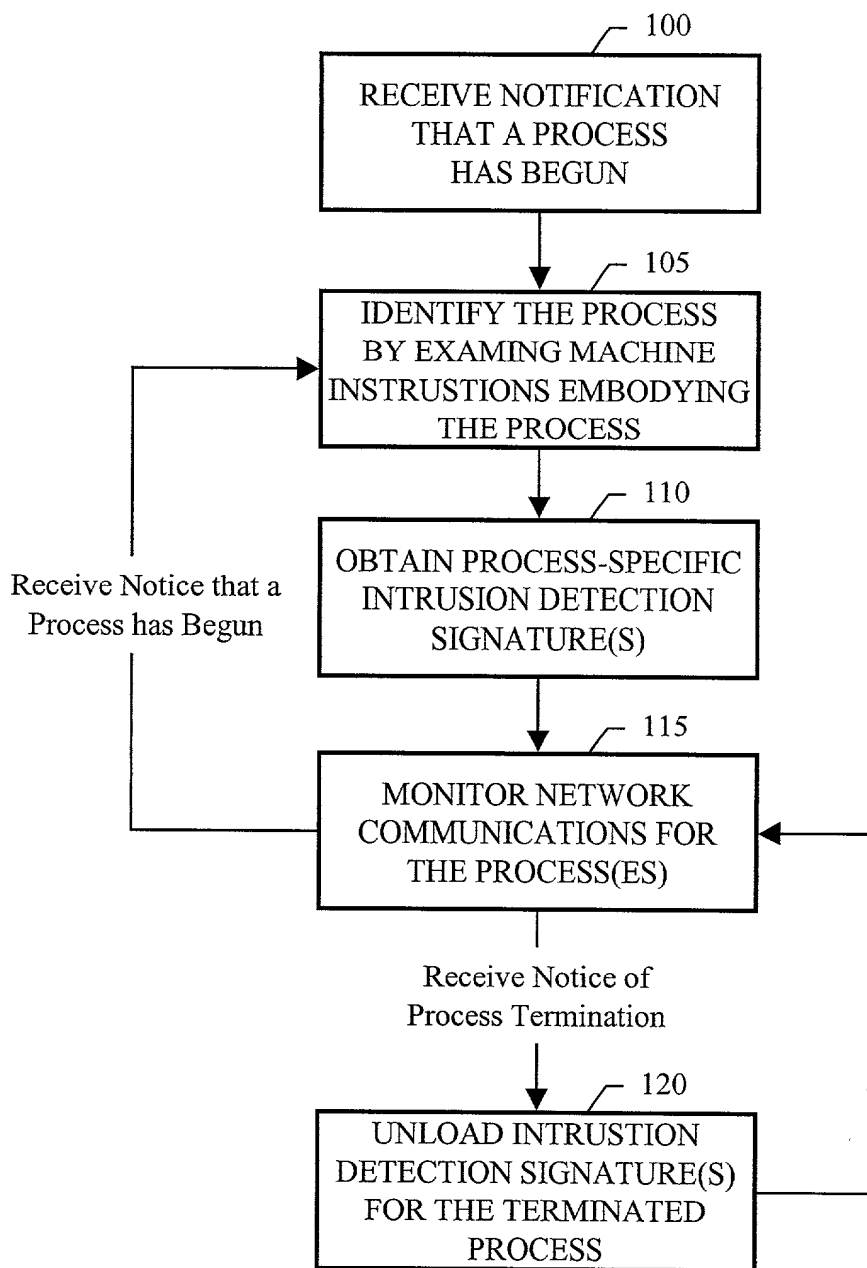 100
RECEIVE NOTIFICATION
THAT A PROCESS
HAS BEGUN
105
IDENTIFY THE PROCESS
BY EXAMING MACHINE
INSTRUSTIONS EMBODYING
THE PROCESS
110
OBTAIN PROCESS-SPECIFIC
INTRUSION DETECTION
SIGNATURE(S)
Receive Notice that a
Process has Begun
115
MONITOR NETWORK
COMMUNICATIONS FOR
THE PROCESS(ES)
Receive Notice of
Process Termination
120
UNLOAD INTRUSTION
DETECTION SIGNATURE(S)
FOR THE TERMINATED
PROCESS